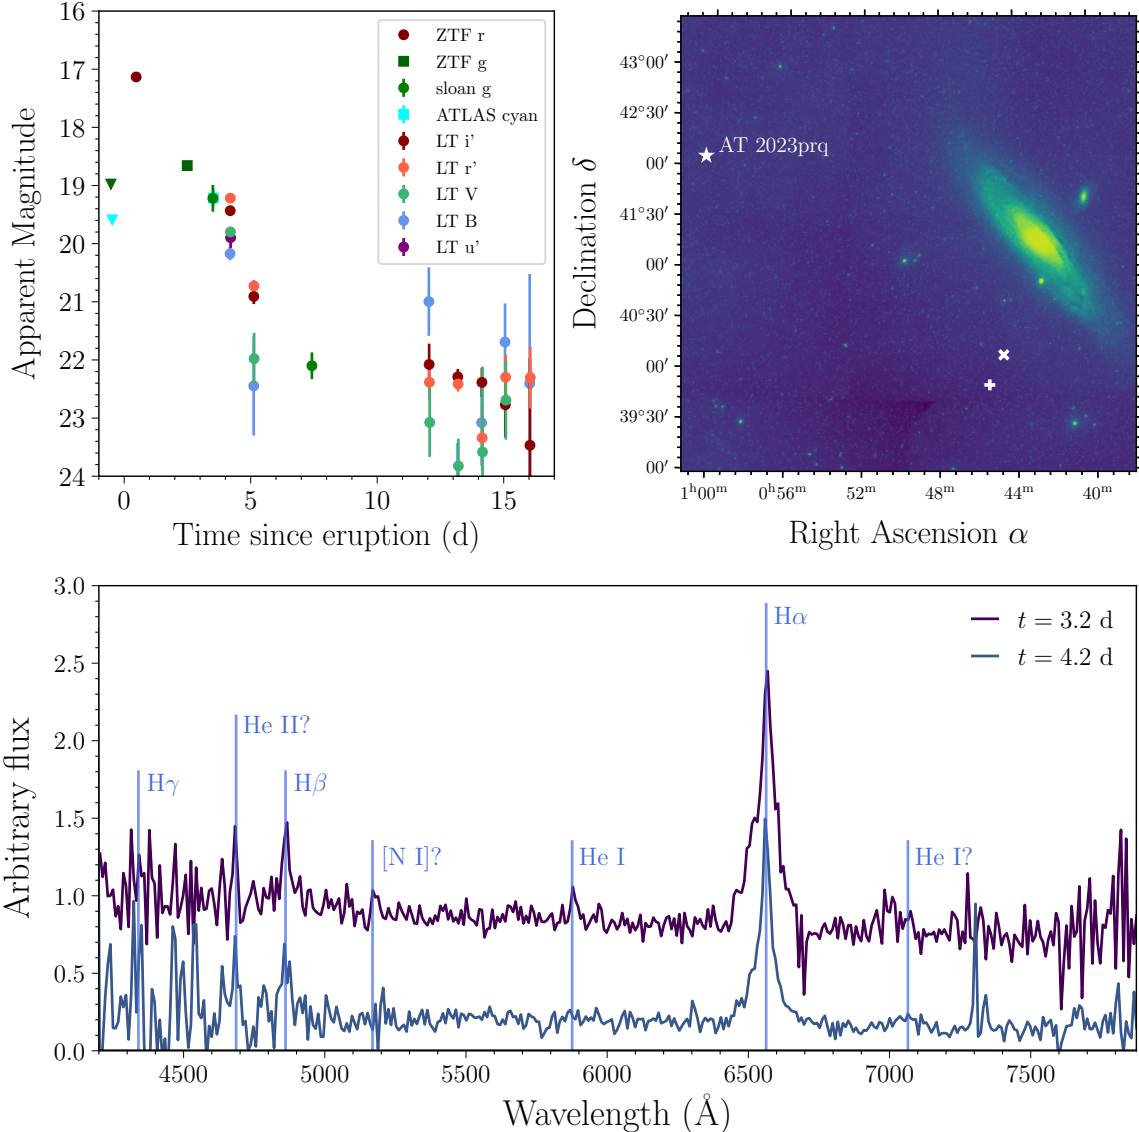 16
17
18
19
20
21
22
23
24
0
5
10
15
Apparent Magnitude
Time since eruption (d)
ZTF r
ZTF g
sloan g
ATLAS cyan
LT i'
LT r'
LT V
LT B
LT u'
43°00′
42°30′
00′
41°30′
00′
40°30′
00′
39°30′
00′
1ʰ00ᵐ
0ʰ56ᵐ
52ᵐ
48ᵐ
44ᵐ
40ᵐ
Declination δ
Right Ascension α
AT 2023prq
3.0
2.5
2.0
1.5
1.0
0.5
0.0
4500
5000
5500
6000
6500
7000
7500
Arbitrary flux
Wavelength (Å)
Hγ
He II?
Hβ
[N I]?
He I
Hα
He I?
t = 3.2 d
t = 4.2 d